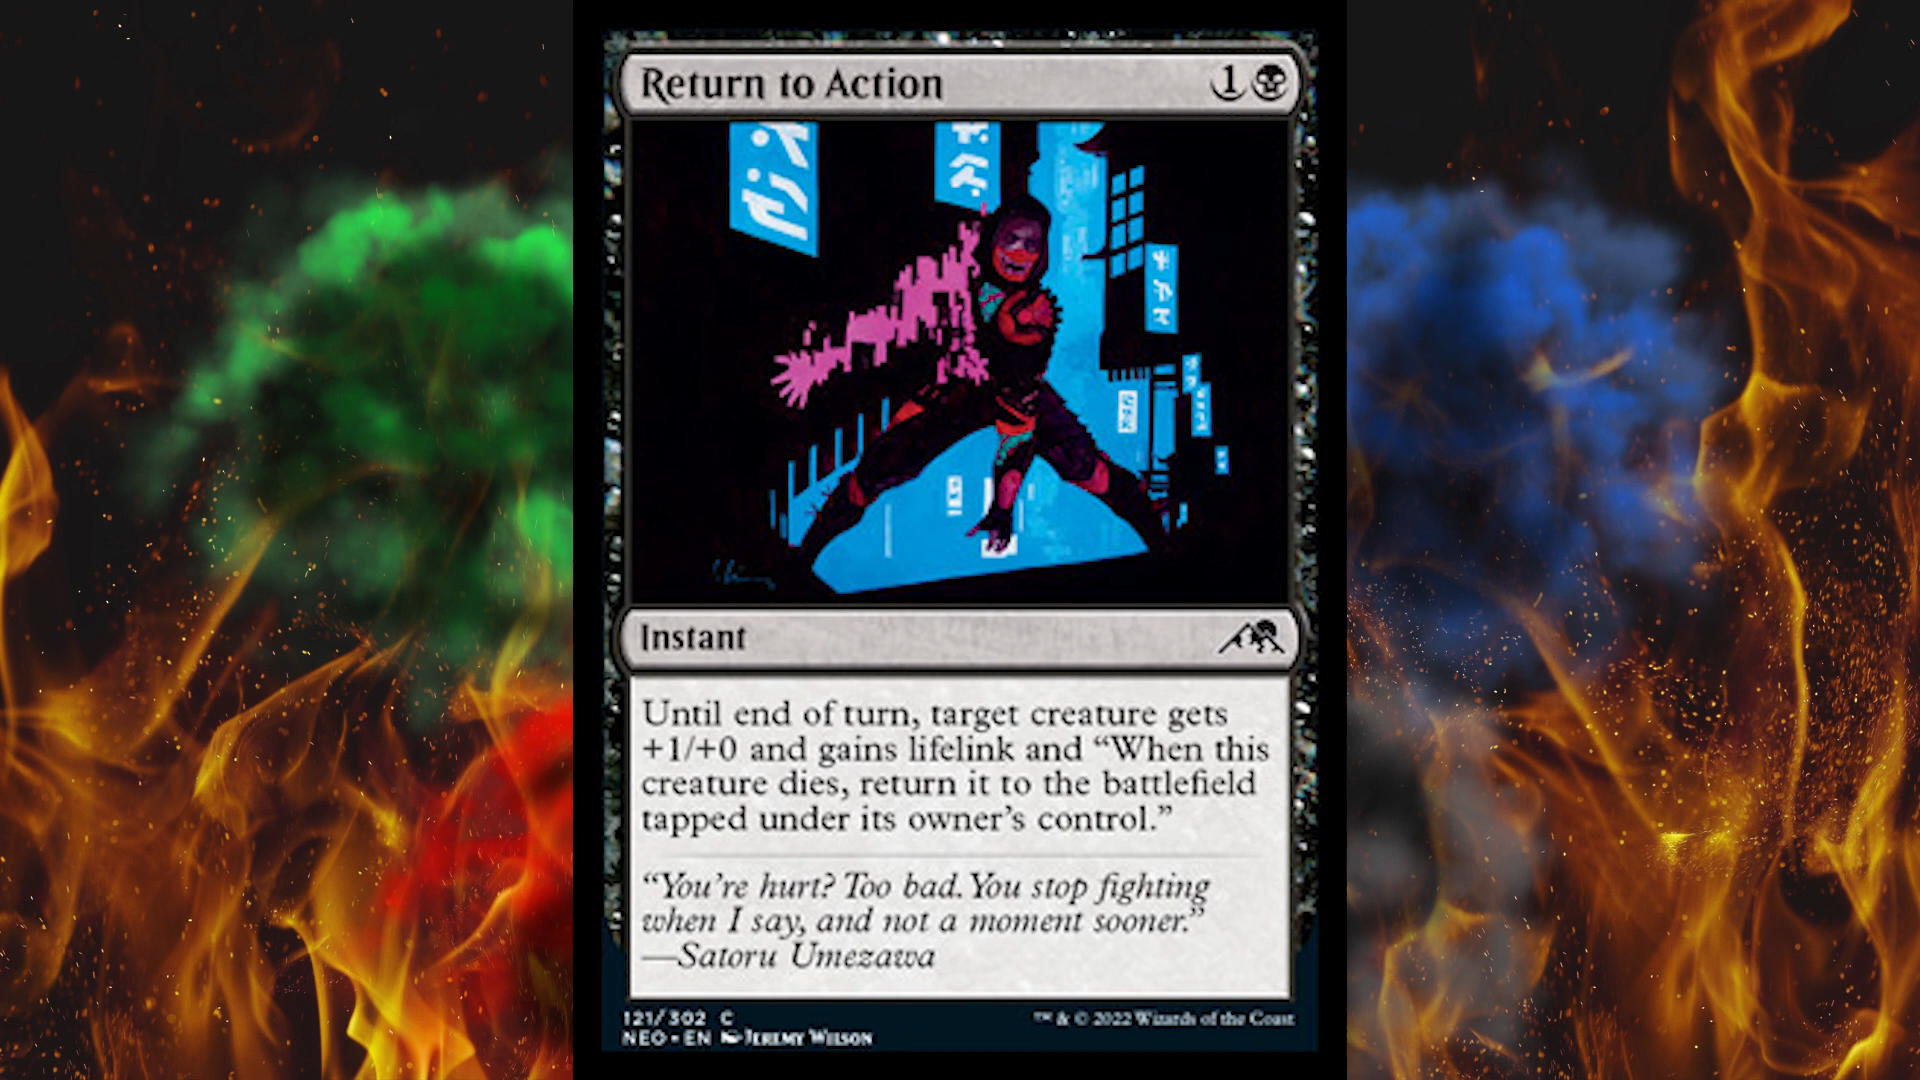 Return to Action 1
Instant
Until end of turn, target creature gets
+1/+0 and gains lifelink and “When this
creature dies, return it to the battlefield
tapped under its owner’s control.”
“You’re hurt? Too bad. You stop fighting
when I say, and not a moment sooner.”
—Satoru Umezawa
121/302 C
™ & © 2022 Wizards of the Coast
NEO • EN Jeremy Wilson